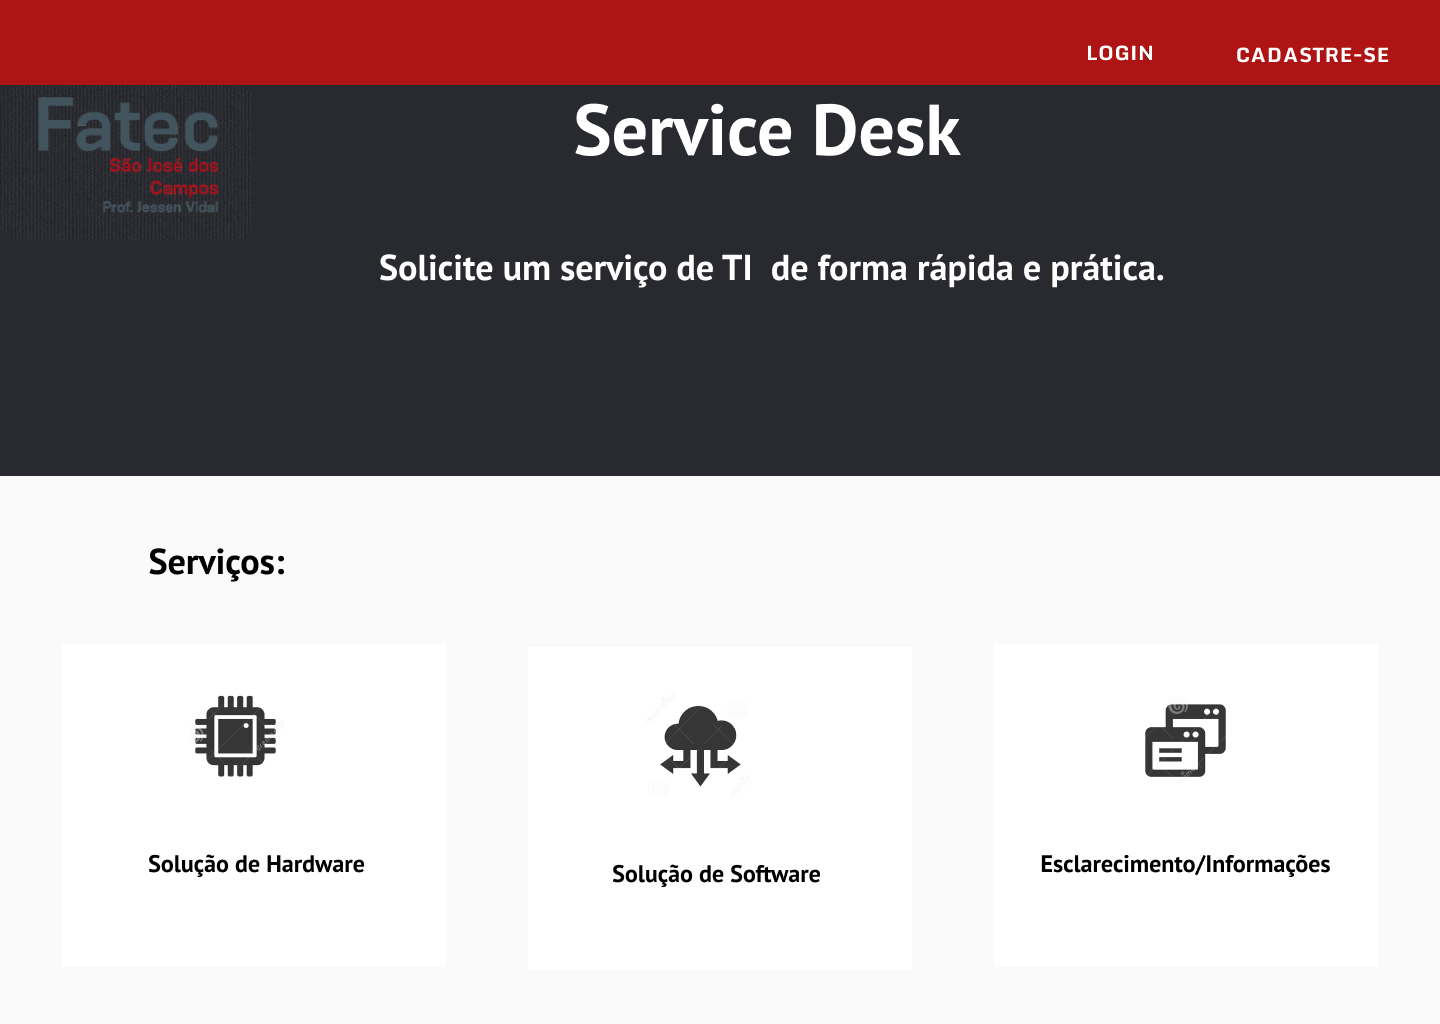 LOGIN
CADASTRE-SE
Fatec
São José dos
Campos
Prof. Jessen Vidal
Service Desk
Solicite um serviço de TI  de forma rápida e prática.
Serviços:
Solução de Hardware
Solução de Software
Esclarecimento/Informações